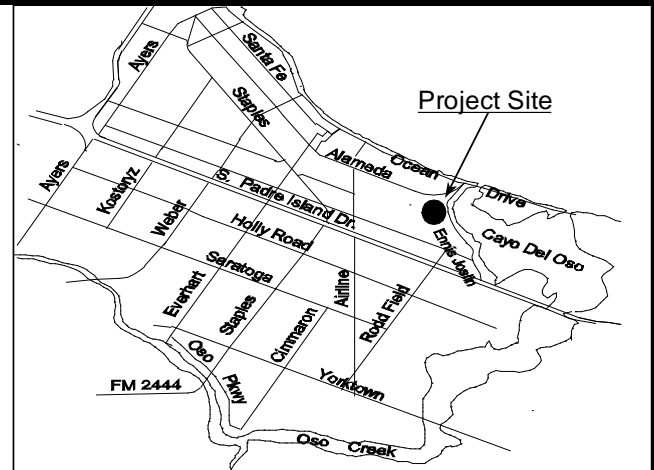 Ayers
Santa Fe
Project Site
Staples
Alameda
Ocean
Drive
Ayers
Kostoryz
Weber
S. Padre Island Dr.
Holly Road
Ennis Joslin
Cayo Del Oso
Saratoga
Everhart
Staples
Cimmaron
Airline
Rodd Field
Oso
Pkwy
FM 2444
Yorktown
Oso Creek